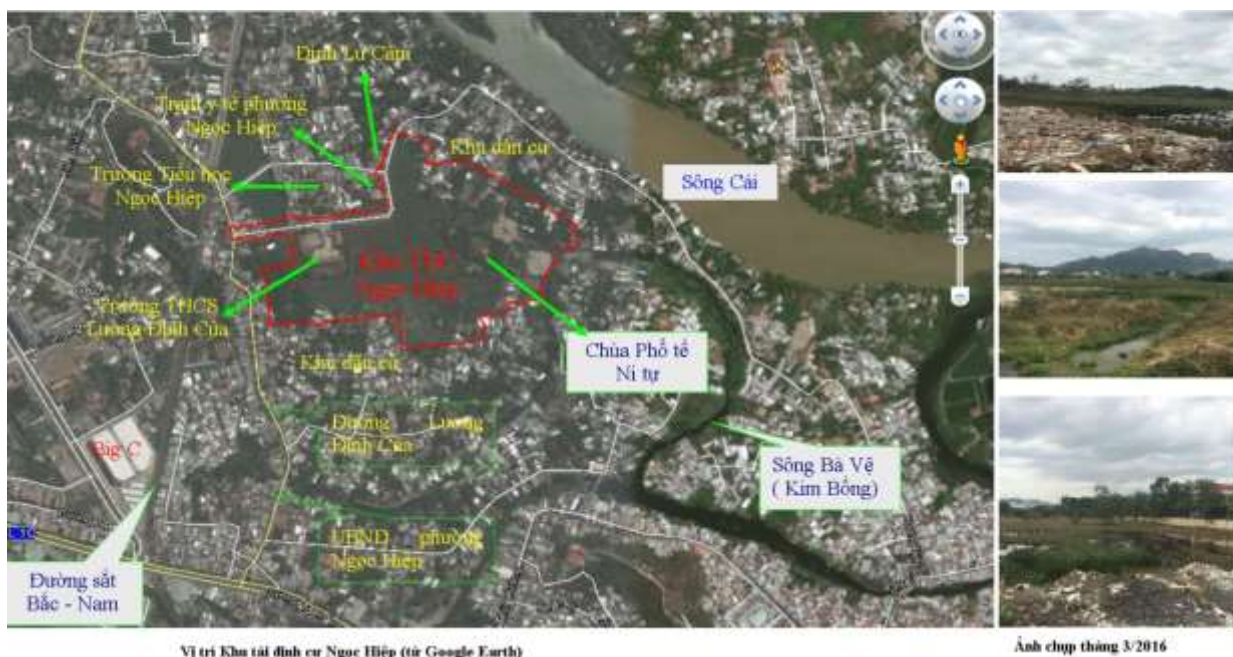 Đình Lư Cấm
Trạm y tế phường
Ngọc Hiệp
Khu dân cư
Trường Tiểu học
Ngọc Hiệp
Sông Cái
Khu TĐC
Ngọc Hiệp
Trường THCS
Lương Định Của
Chùa Phổ tế
Ni tự
Khu dân cư
Đường Lương
Định Của
Big C
Sông Bà Vệ
( Kim Bồng)
UBND phường
Ngọc Hiệp
Đường sắt
Bắc - Nam
Vị trí Khu tái định cư Ngọc Hiệp (từ Google Earth)
Ảnh chụp tháng 3/2016